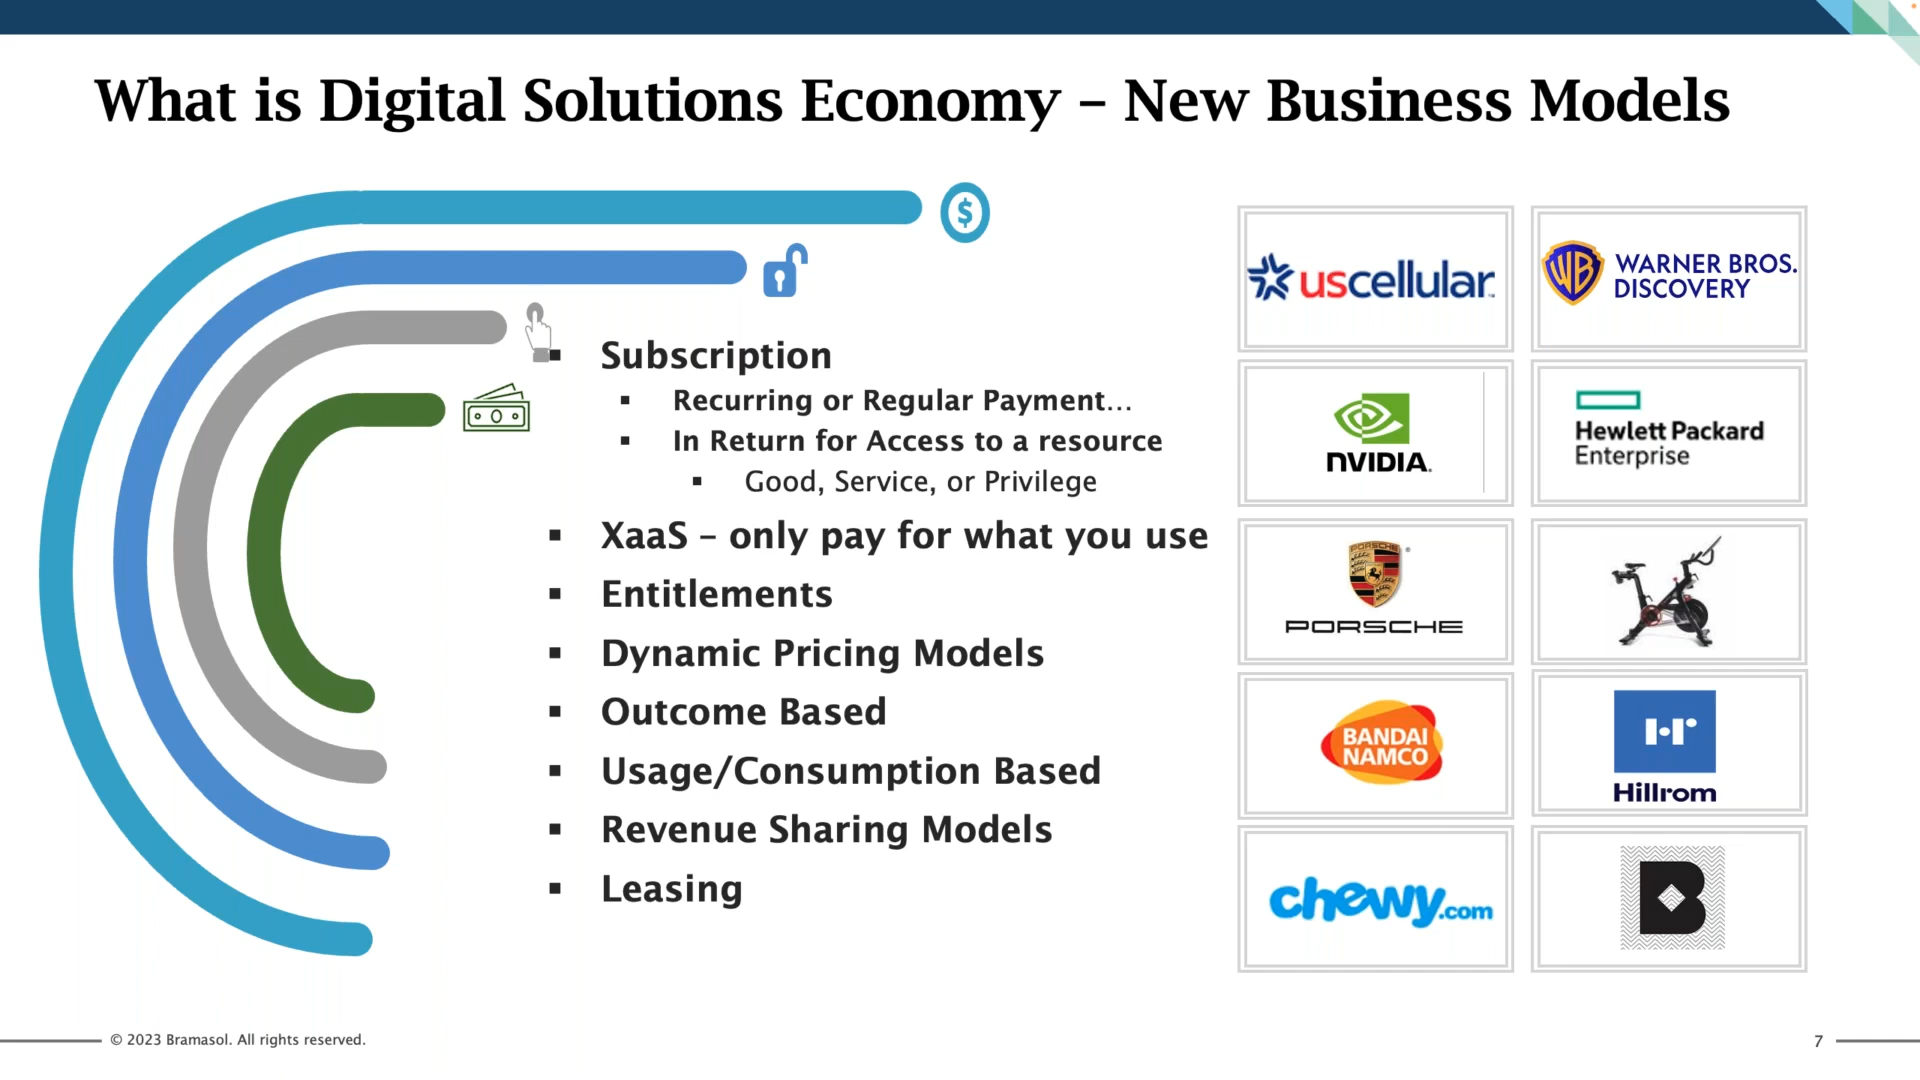 What is Digital Solutions Economy – New Business Models
$
▪ Subscription
▪ Recurring or Regular Payment...
▪ In Return for Access to a resource
▪ Good, Service, or Privilege
▪ XaaS – only pay for what you use
▪ Entitlements
▪ Dynamic Pricing Models
▪ Outcome Based
▪ Usage/Consumption Based
▪ Revenue Sharing Models
▪ Leasing
uscellular
WB
WARNER BROS.
DISCOVERY
NVIDIA.
Hewlett Packard
Enterprise
PORSCHE
PORSCHE
BANDAI
NAMCO
Hr
Hillrom
chewy.com
B
© 2023 Bramasol. All rights reserved.
7